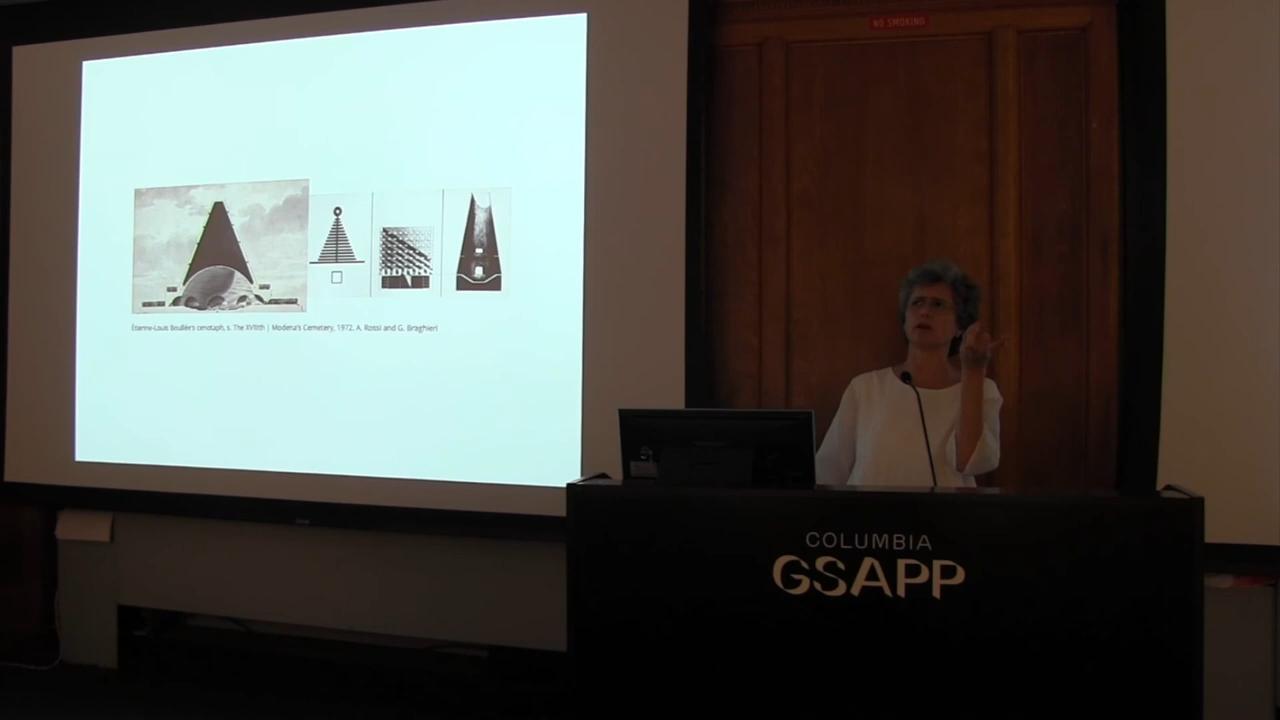 NO SMOKING
Étienne-Louis Boullée's cenotaph, s. The XVIIIth | Modena's Cemetery, 1972. A. Rossi and G. Braghieri
COLUMBIA
GSAPP